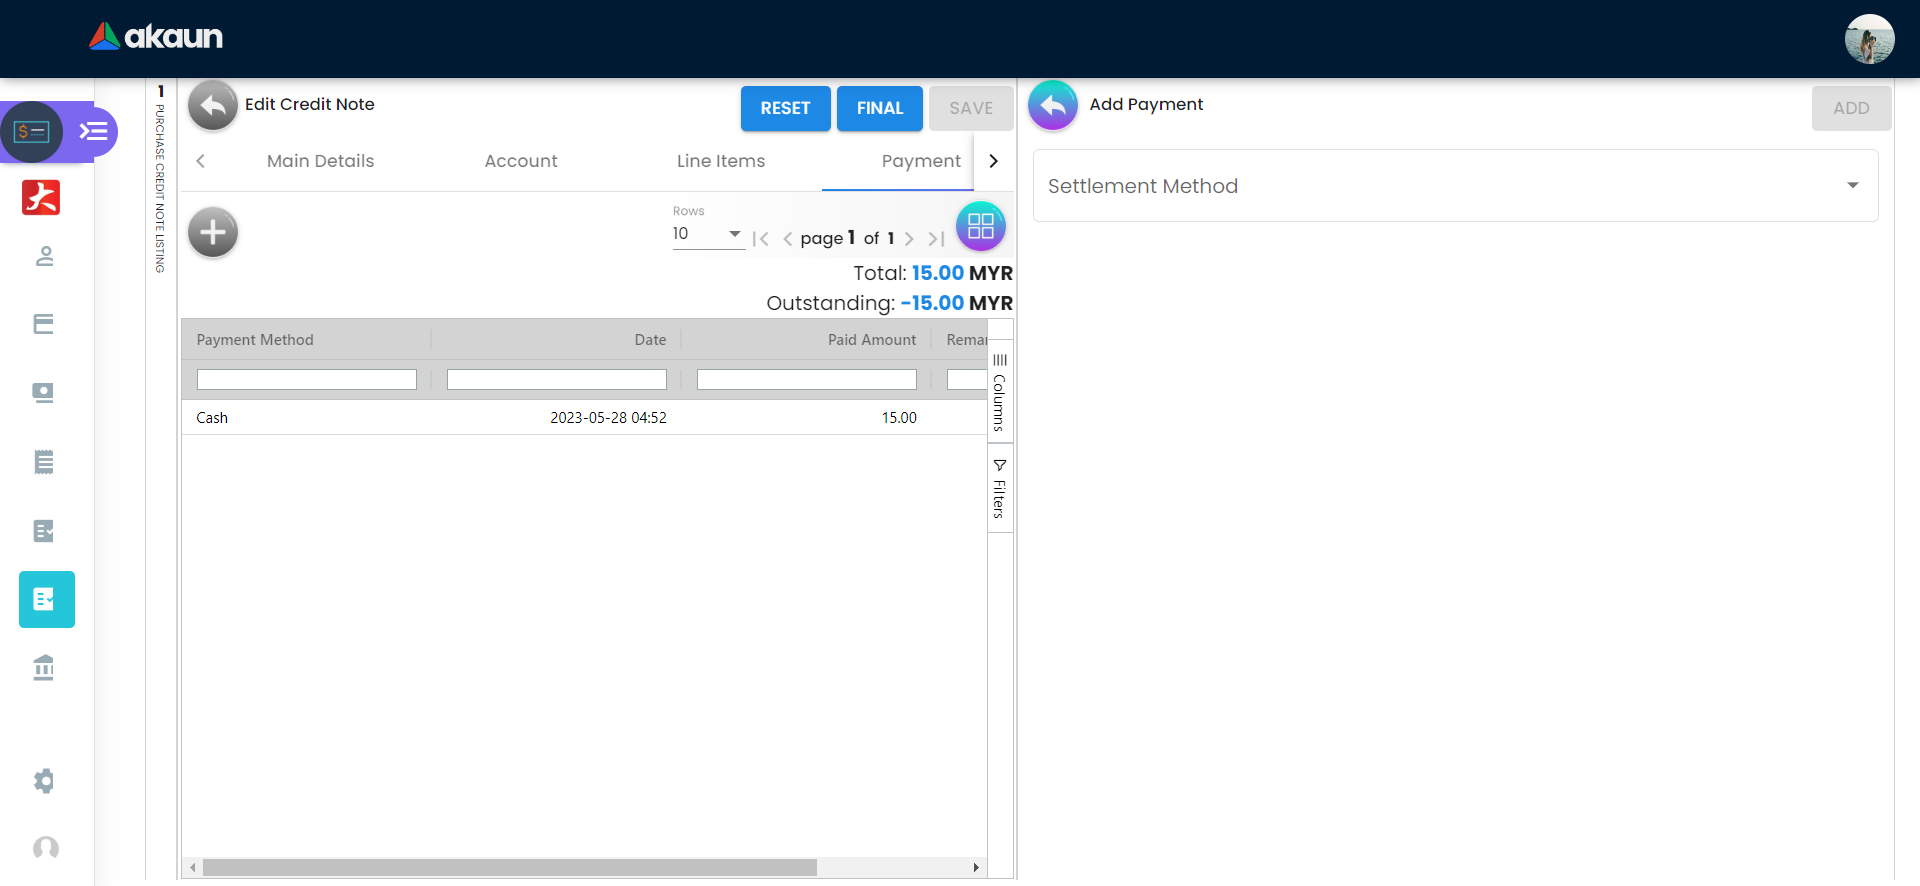 akaun
1 PURCHASE CREDIT NOTE LISTING
Edit Credit Note
RESET
FINAL
SAVE
Main Details
Account
Line Items
Payment
Rows
10
page 1 of 1
Total: 15.00 MYR
Outstanding: -15.00 MYR
Payment Method
Date
Paid Amount
Remar
Cash
2023-05-28 04:52
15.00
Columns
Filters
Add Payment
ADD
Settlement Method